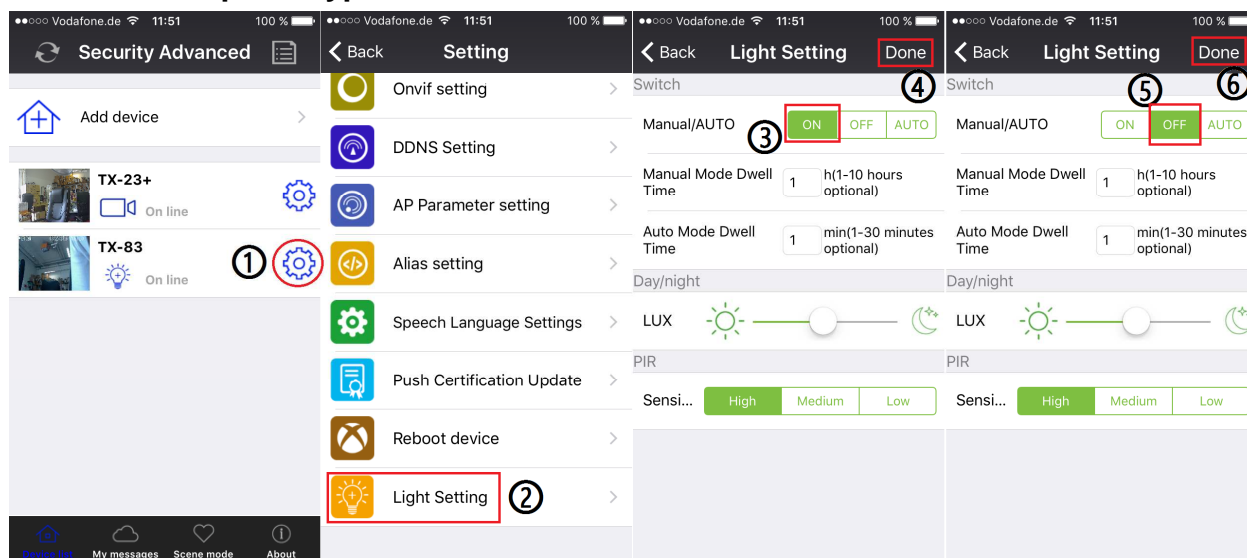 Vodafone.de 11:51 100 %
Security Advanced
Add device
TX-23+
On line
TX-83
On line
①
My messages Scene mode About
Vodafone.de 11:51 100 %
Back Setting
Onvif setting
DDNS Setting
AP Parameter setting
Alias setting
Speech Language Settings
Push Certification Update
Reboot device
Light Setting ②
Vodafone.de 11:51 100 %
Back Light Setting Done
④
Switch
Manual/AUTO ③ ON OFF AUTO
Manual Mode Dwell
Time
1
h(1-10 hours
optional)
Auto Mode Dwell
Time
1
min(1-30 minutes
optional)
Day/night
LUX
PIR
Sensi... High Medium Low
Vodafone.de 11:51 100 %
Back Light Setting Done
⑤ ⑥
Switch
Manual/AUTO ON OFF AUTO
Manual Mode Dwell
Time
1
h(1-10 hours
optional)
Auto Mode Dwell
Time
1
min(1-30 minutes
optional)
Day/night
LUX
PIR
Sensi... High Medium Low